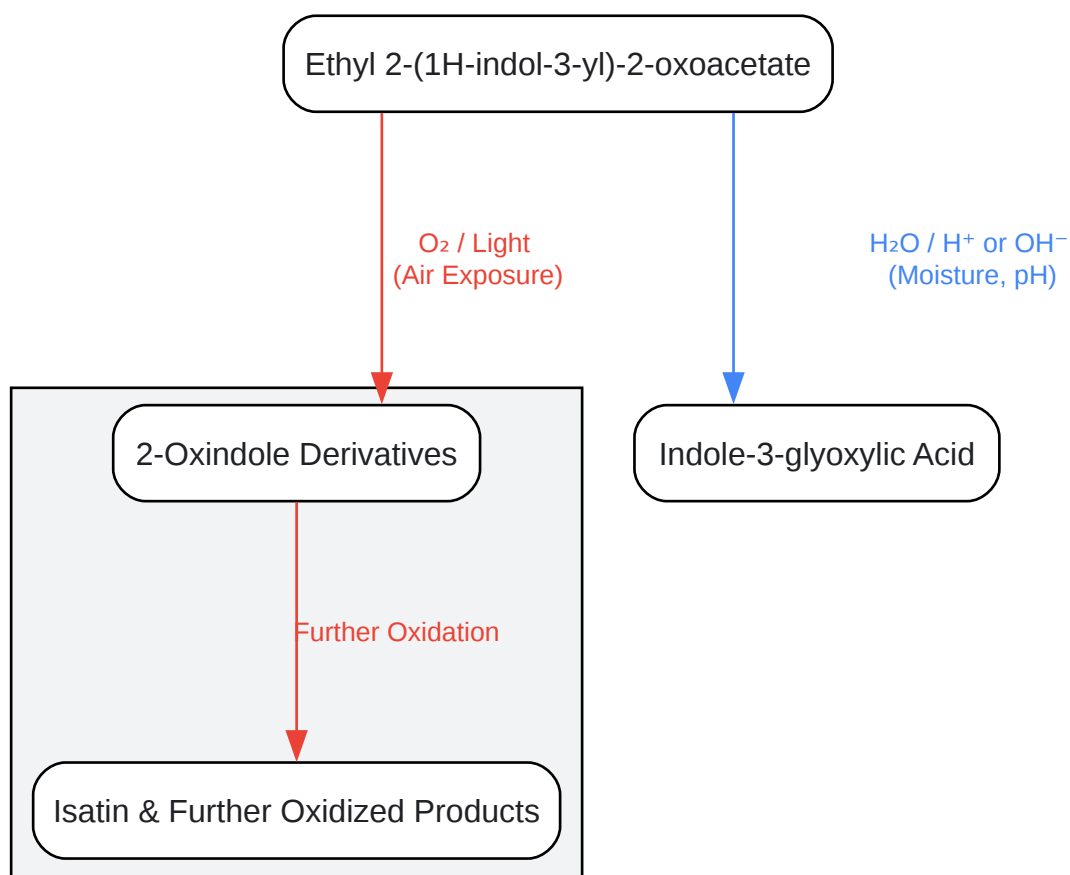 Ethyl 2-(1H-indol-3-yl)-2-oxoacetate
O₂ / Light
(Air Exposure)
H₂O / H⁺ or OH⁻
(Moisture, pH)
2-Oxindole Derivatives
Indole-3-glyoxylic Acid
Further Oxidation
Isatin & Further Oxidized Products